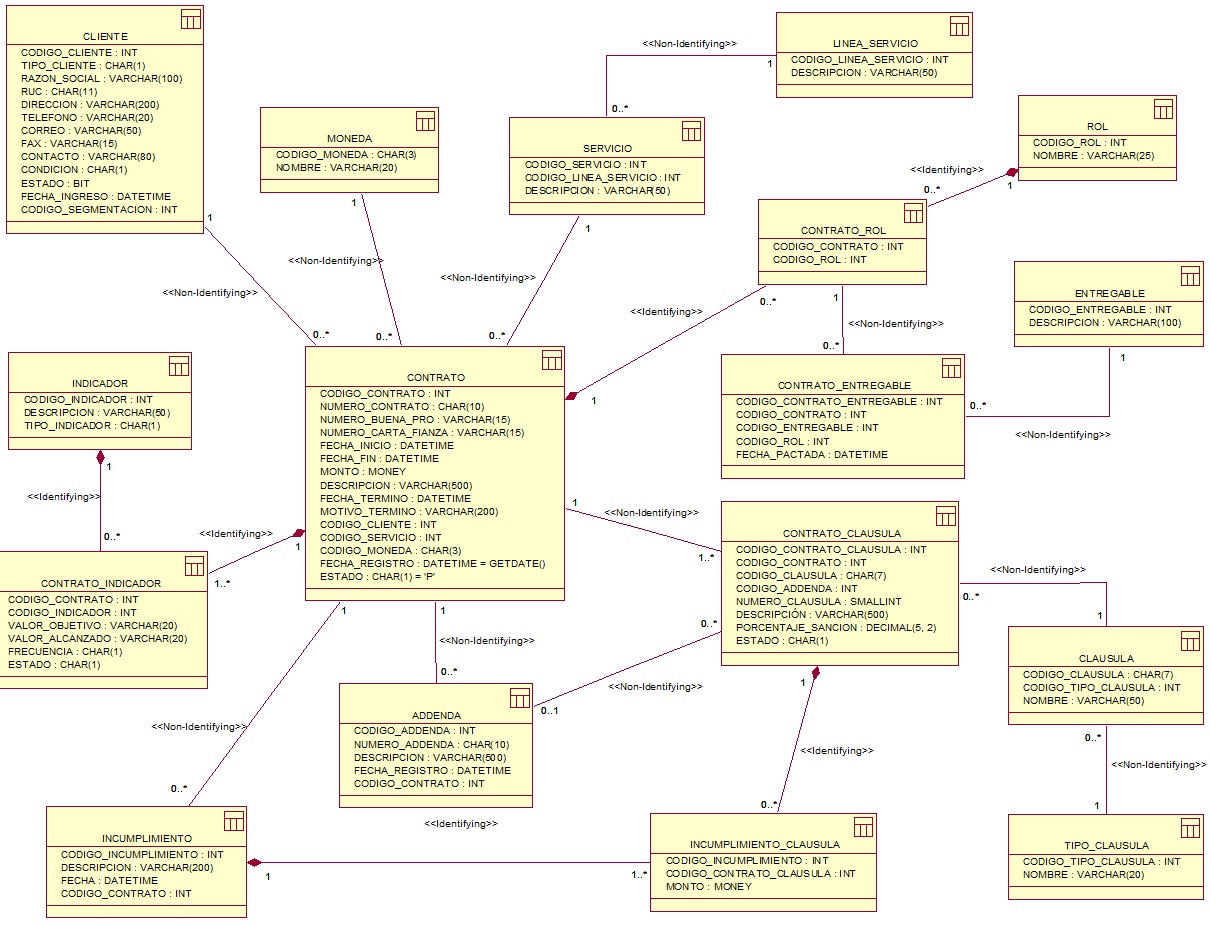 CLIENTE
CODIGO_CLIENTE : INT
TIPO_CLIENTE : CHAR(1)
RAZON_SOCIAL : VARCHAR(100)
RUC : CHAR(11)
DIRECCION : VARCHAR(200)
TELEFONO : VARCHAR(20)
CORREO : VARCHAR(50)
FAX : VARCHAR(15)
CONTACTO : VARCHAR(80)
CONDICION : CHAR(1)
ESTADO : BIT
FECHA_INGRESO : DATETIME
CODIGO_SEGMENTACION : INT
1
<<Non-Identifying>>
0..*
MONEDA
CODIGO_MONEDA : CHAR(3)
NOMBRE : VARCHAR(20)
1
<<Non-Identifying>>
0..*
LINEA_SERVICIO
CODIGO_LINEA_SERVICIO : INT
DESCRIPCION : VARCHAR(50)
<<Non-Identifying>>
1
0..*
SERVICIO
CODIGO_SERVICIO : INT
CODIGO_LINEA_SERVICIO : INT
DESCRIPCION : VARCHAR(50)
1
<<Non-Identifying>>
0..*
ROL
CODIGO_ROL : INT
NOMBRE : VARCHAR(25)
<<Identifying>>
0..*
1
CONTRATO_ROL
CODIGO_CONTRATO : INT
CODIGO_ROL : INT
0..*
<<Identifying>>
1
1
<<Non-Identifying>>
0..*
ENTREGABLE
CODIGO_ENTREGABLE : INT
DESCRIPCION : VARCHAR(100)
1
0..*
<<Non-Identifying>>
CONTRATO_ENTREGABLE
CODIGO_CONTRATO_ENTREGABLE : INT
CODIGO_CONTRATO : INT
CODIGO_ENTREGABLE : INT
CODIGO_ROL : INT
FECHA_PACTADA : DATETIME
INDICADOR
CODIGO_INDICADOR : INT
DESCRIPCION : VARCHAR(50)
TIPO_INDICADOR : CHAR(1)
1
<<Identifying>>
0..*
CONTRATO
CODIGO_CONTRATO : INT
NUMERO_CONTRATO : CHAR(10)
NUMERO_BUENA_PRO : VARCHAR(15)
NUMERO_CARTA_FIANZA : VARCHAR(15)
FECHA_INICIO : DATETIME
FECHA_FIN : DATETIME
MONTO : MONEY
DESCRIPCION : VARCHAR(500)
FECHA_TERMINO : DATETIME
MOTIVO_TERMINO : VARCHAR(200)
CODIGO_CLIENTE : INT
CODIGO_SERVICIO : INT
CODIGO_MONEDA : CHAR(3)
FECHA_REGISTRO : DATETIME = GETDATE()
ESTADO : CHAR(1) = 'P'
<<Identifying>>
1
1..*
CONTRATO_INDICADOR
CODIGO_CONTRATO : INT
CODIGO_INDICADOR : INT
VALOR_OBJETIVO : VARCHAR(20)
VALOR_ALCANZADO : VARCHAR(20)
FRECUENCIA : CHAR(1)
ESTADO : CHAR(1)
1
<<Non-Identifying>>
1..*
CONTRATO_CLAUSULA
CODIGO_CONTRATO_CLAUSULA : INT
CODIGO_CONTRATO : INT
CODIGO_CLAUSULA : CHAR(7)
CODIGO_ADDENDA : INT
NUMERO_CLAUSULA : SMALLINT
DESCRIPCIÓN : VARCHAR(500)
PORCENTAJE_SANCION : DECIMAL(5, 2)
ESTADO : CHAR(1)
<<Non-Identifying>>
0..*
1
CLAUSULA
CODIGO_CLAUSULA : CHAR(7)
CODIGO_TIPO_CLAUSULA : INT
NOMBRE : VARCHAR(50)
0..*
<<Non-Identifying>>
1
TIPO_CLAUSULA
CODIGO_TIPO_CLAUSULA : INT
NOMBRE : VARCHAR(20)
1
<<Non-Identifying>>
0..*
1
<<Non-Identifying>>
0..*
0..*
<<Non-Identifying>>
0..1
ADDENDA
CODIGO_ADDENDA : INT
NUMERO_ADDENDA : CHAR(10)
DESCRIPCION : VARCHAR(500)
FECHA_REGISTRO : DATETIME
CODIGO_CONTRATO : INT
1
<<Identifying>>
0..*
INCUMPLIMIENTO
CODIGO_INCUMPLIMIENTO : INT
DESCRIPCION : VARCHAR(200)
FECHA : DATETIME
CODIGO_CONTRATO : INT
<<Identifying>>
1
1..*
INCUMPLIMIENTO_CLAUSULA
CODIGO_INCUMPLIMIENTO : INT
CODIGO_CONTRATO_CLAUSULA : INT
MONTO : MONEY